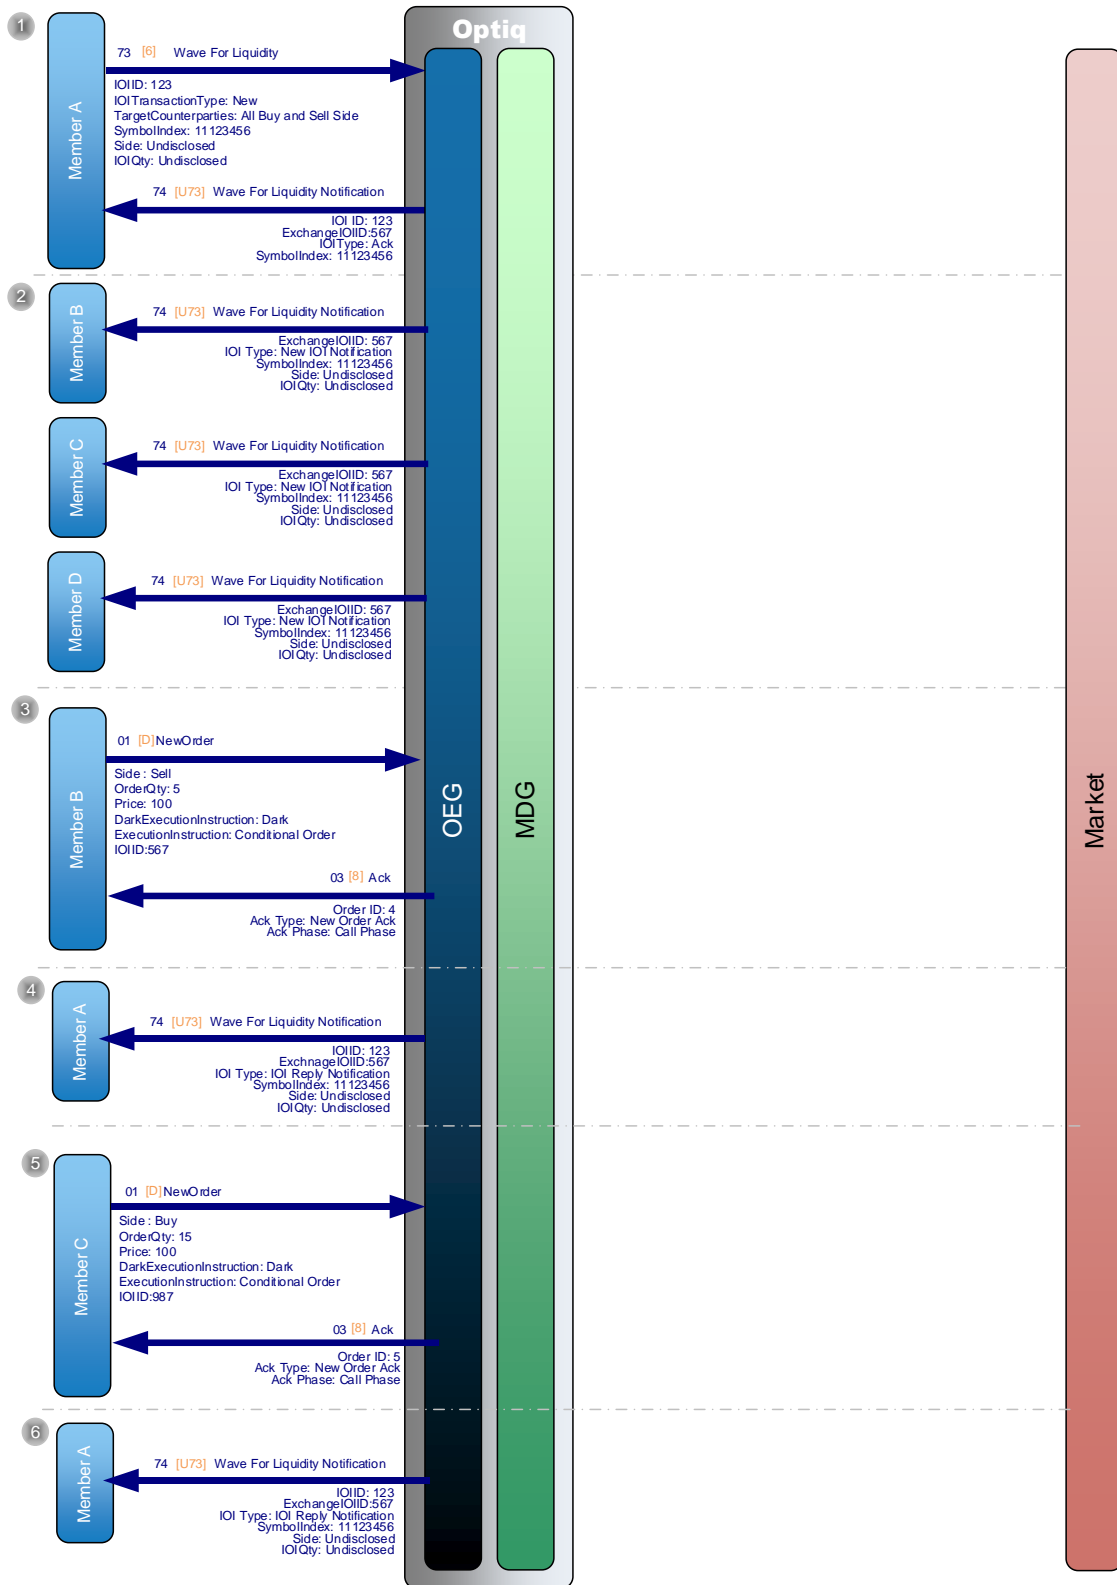 Optiq
1
Member A
73 [6] Wave For Liquidity
IOIID: 123
IOITransactionType: New
TargetCounterparties: All Buy and Sell Side
SymbolIndex: 11123456
Side: Undisclosed
IOIQty: Undisclosed
74 [U73] Wave For Liquidity Notification
IOI ID: 123
ExchangeIOIID:567
IOIType: Ack
SymbolIndex: 11123456
2
Member B
74 [U73] Wave For Liquidity Notification
ExchangeIOIID: 567
IOI Type: New IOI Notification
SymbolIndex: 11123456
Side: Undisclosed
IOIQty: Undisclosed
Member C
74 [U73] Wave For Liquidity Notification
ExchangeIOIID: 567
IOI Type: New IOI Notification
SymbolIndex: 11123456
Side: Undisclosed
IOIQty: Undisclosed
Member D
74 [U73] Wave For Liquidity Notification
ExchangeIOIID: 567
IOI Type: New IOI Notification
SymbolIndex: 11123456
Side: Undisclosed
IOIQty: Undisclosed
3
Member B
01 [D] NewOrder
Side : Sell
OrderQty: 5
Price: 100
DarkExecutionInstruction: Dark
ExecutionInstruction: Conditional Order
IOIID:567
03 [8] Ack
Order ID: 4
Ack Type: New Order Ack
Ack Phase: Call Phase
OEG
MDG
Market
4
Member A
74 [U73] Wave For Liquidity Notification
IOIID: 123
ExchnageIOIID:567
IOI Type: IOI Reply Notification
SymbolIndex: 11123456
Side: Undisclosed
IOIQty: Undisclosed
5
Member C
01 [D] NewOrder
Side : Buy
OrderQty: 15
Price: 100
DarkExecutionInstruction: Dark
ExecutionInstruction: Conditional Order
IOIID:987
03 [8] Ack
Order ID: 5
Ack Type: New Order Ack
Ack Phase: Call Phase
6
Member A
74 [U73] Wave For Liquidity Notification
IOIID: 123
ExchangeIOIID:567
IOI Type: IOI Reply Notification
SymbolIndex: 11123456
Side: Undisclosed
IOIQty: Undisclosed